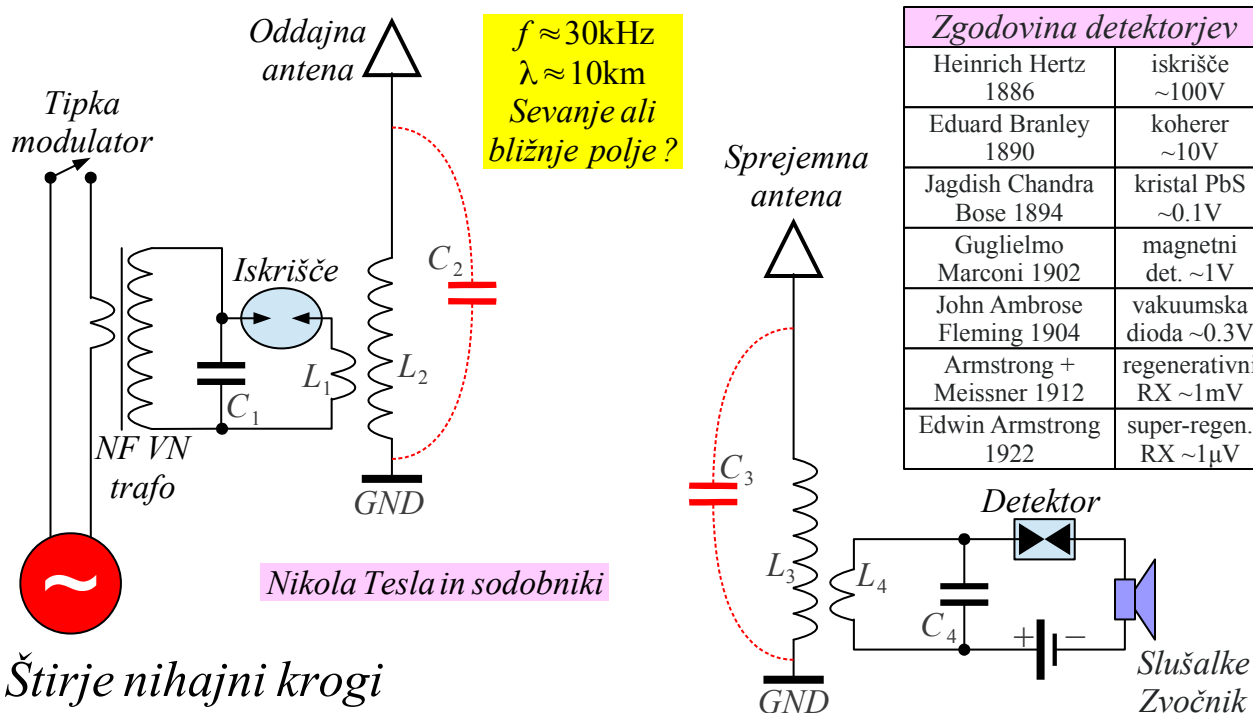 Oddajna
antena
f ≈ 30kHz
λ ≈ 10km
Sevanje ali
bližnje polje ?
Tipka
modulator
Iskrišče
C₁
L₁
L₂
C₂
NF VN
trafo
GND
~
Nikola Tesla in sodobniki
Štirje nihajni krogi
Sprejemna
antena
C₃
L₃
L₄
C₄
GND
Detektor
+ −
Slušalke
Zvočnik
Zgodovina detektorjev
Heinrich Hertz iskrišče
1886 ~100V
Eduard Branley koherer
1890 ~10V
Jagdish Chandra kristal PbS
Bose 1894 ~0.1V
Guglielmo magnetni
Marconi 1902 det. ~1V
John Ambrose vakuumska
Fleming 1904 dioda ~0.3V
Armstrong + regenerativni
Meissner 1912 RX ~1mV
Edwin Armstrong super-regen.
1922 RX ~1μV